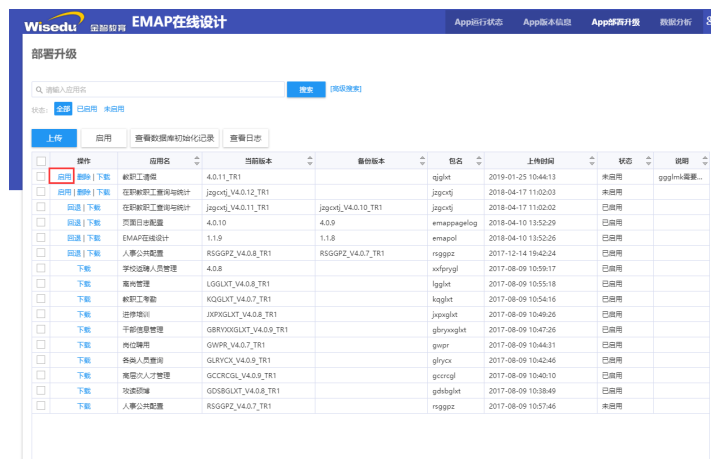 Wisedu 金智教育 EMAP在线设计 App运行状态 App版本信息 App部署升级 数据分析
部署升级
请输入应用名 搜索 [高级搜索]
状态： 全部 已启用 未启用
上传 启用 查看数据库初始化记录 查看日志
操作 应用名 当前版本 备份版本 包名 上传时间 状态 说明
启用 | 删除 | 下载 教职工请假 4.0.11_TR1 qjglxt 2019-01-25 10:44:13 未启用 ggglmk需要...
启用 | 删除 | 下载 在职教职工查询与统计 jzgcxtj_V4.0.12_TR1 jzgcxtj 2018-04-17 11:02:03 未启用
回退 | 下载 在职教职工查询与统计 jzgcxtj_V4.0.11_TR1 jzgcxtj_V4.0.10_TR1 jzgcxtj 2018-04-17 11:02:02 已启用
回退 | 下载 页面日志配置 4.0.10 4.0.9 emappagelog 2018-04-10 13:52:29 已启用
回退 | 下载 EMAP在线设计 1.1.9 1.1.8 emapol 2018-04-10 13:52:26 已启用
回退 | 下载 人事公共配置 RSGGPZ_V4.0.8_TR1 RSGGPZ_V4.0.7_TR1 rsggpz 2017-12-14 19:42:24 已启用
下载 学校返聘人员管理 4.0.8 xxfprygl 2017-08-09 10:59:17 已启用
下载 离岗管理 LGGLXT_V4.0.8_TR1 lgglxt 2017-08-09 10:55:18 已启用
下载 教职工考勤 KQGLXT_V4.0.7_TR1 kqglxt 2017-08-09 10:54:16 已启用
下载 进修培训 JXPXGLXT_V4.0.8_TR1 jxpxglxt 2017-08-09 10:49:26 已启用
下载 干部信息管理 GBRYXXGLXT_V4.0.9_TR1 gbryxxglxt 2017-08-09 10:47:26 已启用
下载 岗位聘用 GWPR_V4.0.7_TR1 gwpr 2017-08-09 10:44:31 已启用
下载 各类人员查询 GLRYCX_V4.0.9_TR1 glrycx 2017-08-09 10:42:46 已启用
下载 高层次人才管理 GCCRCGL_V4.0.9_TR1 gccrcgl 2017-08-09 10:40:10 已启用
下载 攻读硕博 GDSBGLXT_V4.0.8_TR1 gdsbglxt 2017-08-09 10:38:49 已启用
下载 人事公共配置 RSGGPZ_V4.0.7_TR1 rsggpz 2017-08-09 10:57:46 未启用